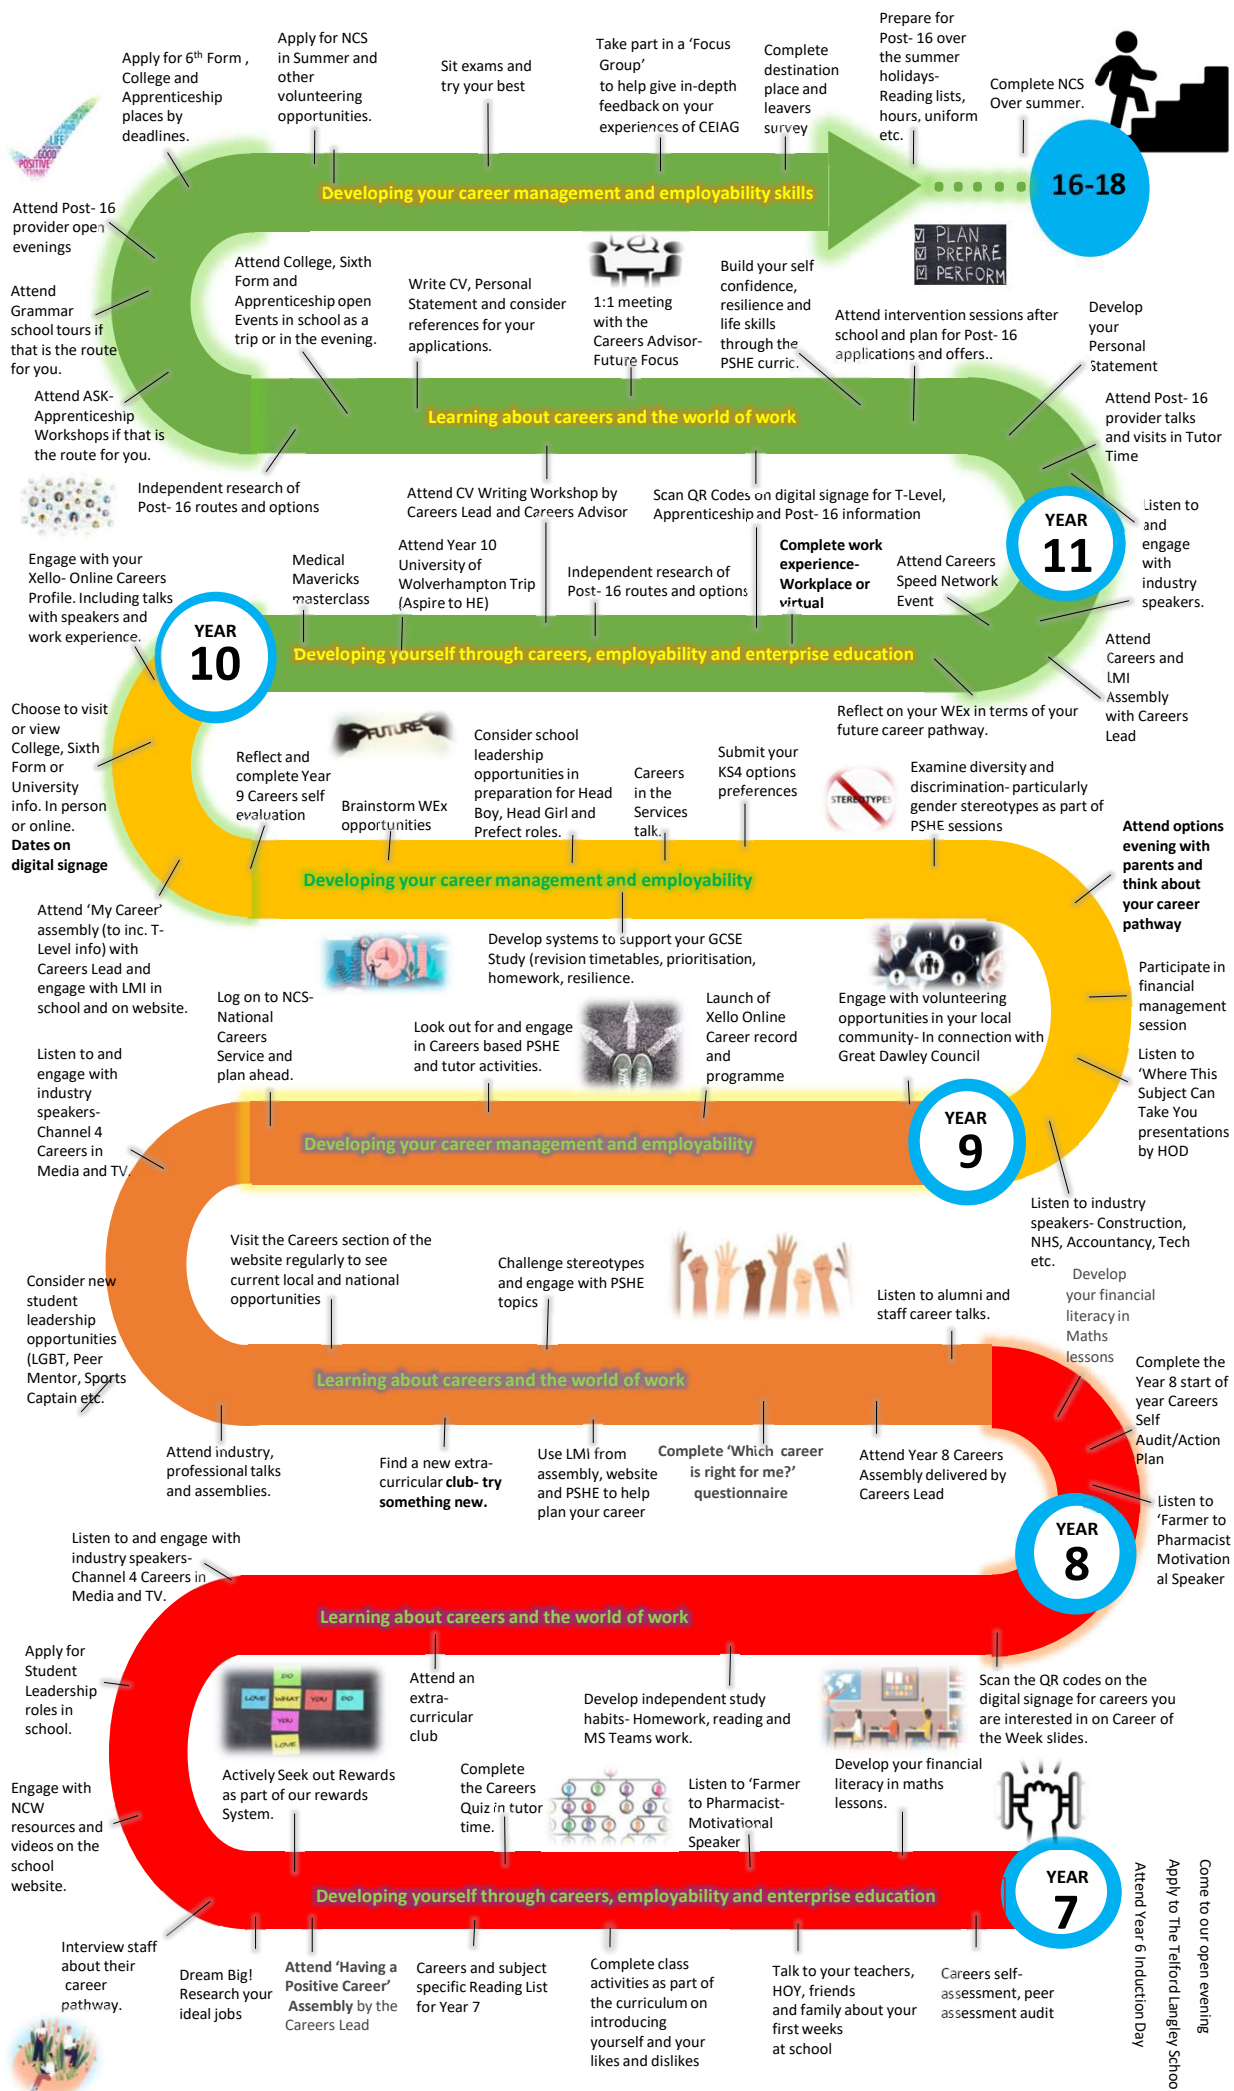 Apply for 6th Form ,
College and
Apprenticeship
places by
deadlines.
Apply for NCS
in Summer and
other
volunteering
opportunities.
Sit exams and
try your best
Take part in a ‘Focus
Group’
to help give in-depth
feedback on your
experiences of CEIAG
Complete
destination
place and
leavers
survey
Prepare for
Post- 16 over
the summer
holidays-
Reading lists,
hours, uniform
etc.
Complete NCS
Over summer.
LIFE
GOOD
POSITIVE
THINK
Developing your career management and employability skills
16-18
Attend Post- 16
provider open
evenings
Attend
Grammar
school tours if
that is the route
for you.
Attend ASK-
Apprenticeship
Workshops if that is
the route for you.
Attend College, Sixth
Form and
Apprenticeship open
Events in school as a
trip or in the evening.
Write CV, Personal
Statement and consider
references for your
applications.
1:1 meeting
with the
Careers Advisor-
Future Focus
Build your self
confidence,
resilience and
life skills
through the
PSHE curric.
PLAN
PREPARE
PERFORM
Attend intervention sessions after
school and plan for Post- 16
applications and offers..
Develop
your
Personal
Statement
Attend Post- 16
provider talks
and visits in Tutor
Time
Learning about careers and the world of work
Independent research of
Post- 16 routes and options
Attend CV Writing Workshop by
Careers Lead and Careers Advisor
Scan QR Codes on digital signage for T-Level,
Apprenticeship and Post- 16 information
YEAR
11
Listen to
and
engage
with
industry
speakers.
Engage with your
Xello- Online Careers
Profile. Including talks
with speakers and
work experience.
Medical
Mavericks
masterclass
Attend Year 10
University of
Wolverhampton Trip
(Aspire to HE)
Independent research of
Post- 16 routes and options
Complete work
experience-
Workplace or
virtual
Attend Careers
Speed Network
Event
YEAR
10
Developing yourself through careers, employability and enterprise education
Attend
Careers and
LMI
Assembly
with Careers
Lead
Reflect on your WEx in terms of your
future career pathway.
Choose to visit
or view
College, Sixth
Form or
University
info. In person
or online.
Dates on
digital signage
Reflect and
complete Year
9 Careers self
evaluation
FUTURE
Brainstorm WEx
opportunities
Consider school
leadership
opportunities in
preparation for Head
Boy, Head Girl and
Prefect roles.
Careers
in the
Services
talk.
Submit your
KS4 options
preferences
STEREOTYPES
Examine diversity and
discrimination- particularly
gender stereotypes as part of
PSHE sessions
Attend options
evening with
parents and
think about
your career
pathway
Developing your career management and employability
Attend ‘My Career’
assembly (to inc. T-
Level info) with
Careers Lead and
engage with LMI in
school and on website.
Develop systems to support your GCSE
Study (revision timetables, prioritisation,
homework, resilience.
Participate in
financial
management
session
Log on to NCS-
National
Careers
Service and
plan ahead.
Look out for and engage
in Careers based PSHE
and tutor activities.
Launch of
Xello Online
Career record
and
programme
Engage with volunteering
opportunities in your local
community- In connection with
Great Dawley Council
Listen to
‘Where This
Subject Can
Take You
presentations
by HOD
Listen to and
engage with
industry
speakers-
Channel 4
Careers in
Media and TV.
Developing your career management and employability
YEAR
9
Listen to industry
speakers- Construction,
NHS, Accountancy, Tech
etc.
Visit the Careers section of the
website regularly to see
current local and national
opportunities
Challenge stereotypes
and engage with PSHE
topics
Listen to alumni and
staff career talks.
Develop
your financial
literacy in
Maths
lessons
Consider new
student
leadership
opportunities
(LGBT, Peer
Mentor, Sports
Captain etc.
Learning about careers and the world of work
Complete the
Year 8 start of
year Careers
Self
Audit/Action
Plan
Attend industry,
professional talks
and assemblies.
Find a new extra-
curricular club- try
something new.
Use LMI from
assembly, website
and PSHE to help
plan your career
Complete ‘Which career
is right for me?’
questionnaire
Attend Year 8 Careers
Assembly delivered by
Careers Lead
Listen to
‘Farmer to
Pharmacist
Motivation
al Speaker
YEAR
8
Listen to and engage with
industry speakers-
Channel 4 Careers in
Media and TV.
Learning about careers and the world of work
Apply for
Student
Leadership
roles in
school.
DO
LOVE WHAT YOU DO
YOU
LOVE
Attend an
extra-
curricular
club
Develop independent study
habits- Homework, reading and
MS Teams work.
Scan the QR codes on the
digital signage for careers you
are interested in on Career of
the Week slides.
Engage with
NCW
resources and
videos on the
school
website.
Actively Seek out Rewards
as part of our rewards
System.
Complete
the Careers
Quiz in tutor
time.
Listen to ‘Farmer
to Pharmacist-
Motivational
Speaker
Develop your financial
literacy in maths
lessons.
Developing yourself through careers, employability and enterprise education
YEAR
7
Interview staff
about their
career
pathway.
Dream Big!
Research your
ideal jobs
Attend ‘Having a
Positive Career’
Assembly by the
Careers Lead
Careers and subject
specific Reading List
for Year 7
Complete class
activities as part of
the curriculum on
introducing
yourself and your
likes and dislikes
Talk to your teachers,
HOY, friends
and family about your
first weeks
at school
Careers self-
assessment, peer
assessment audit
Come to our open evening
Apply to The Telford Langley Schoo
Attend Year 6 Induction Day